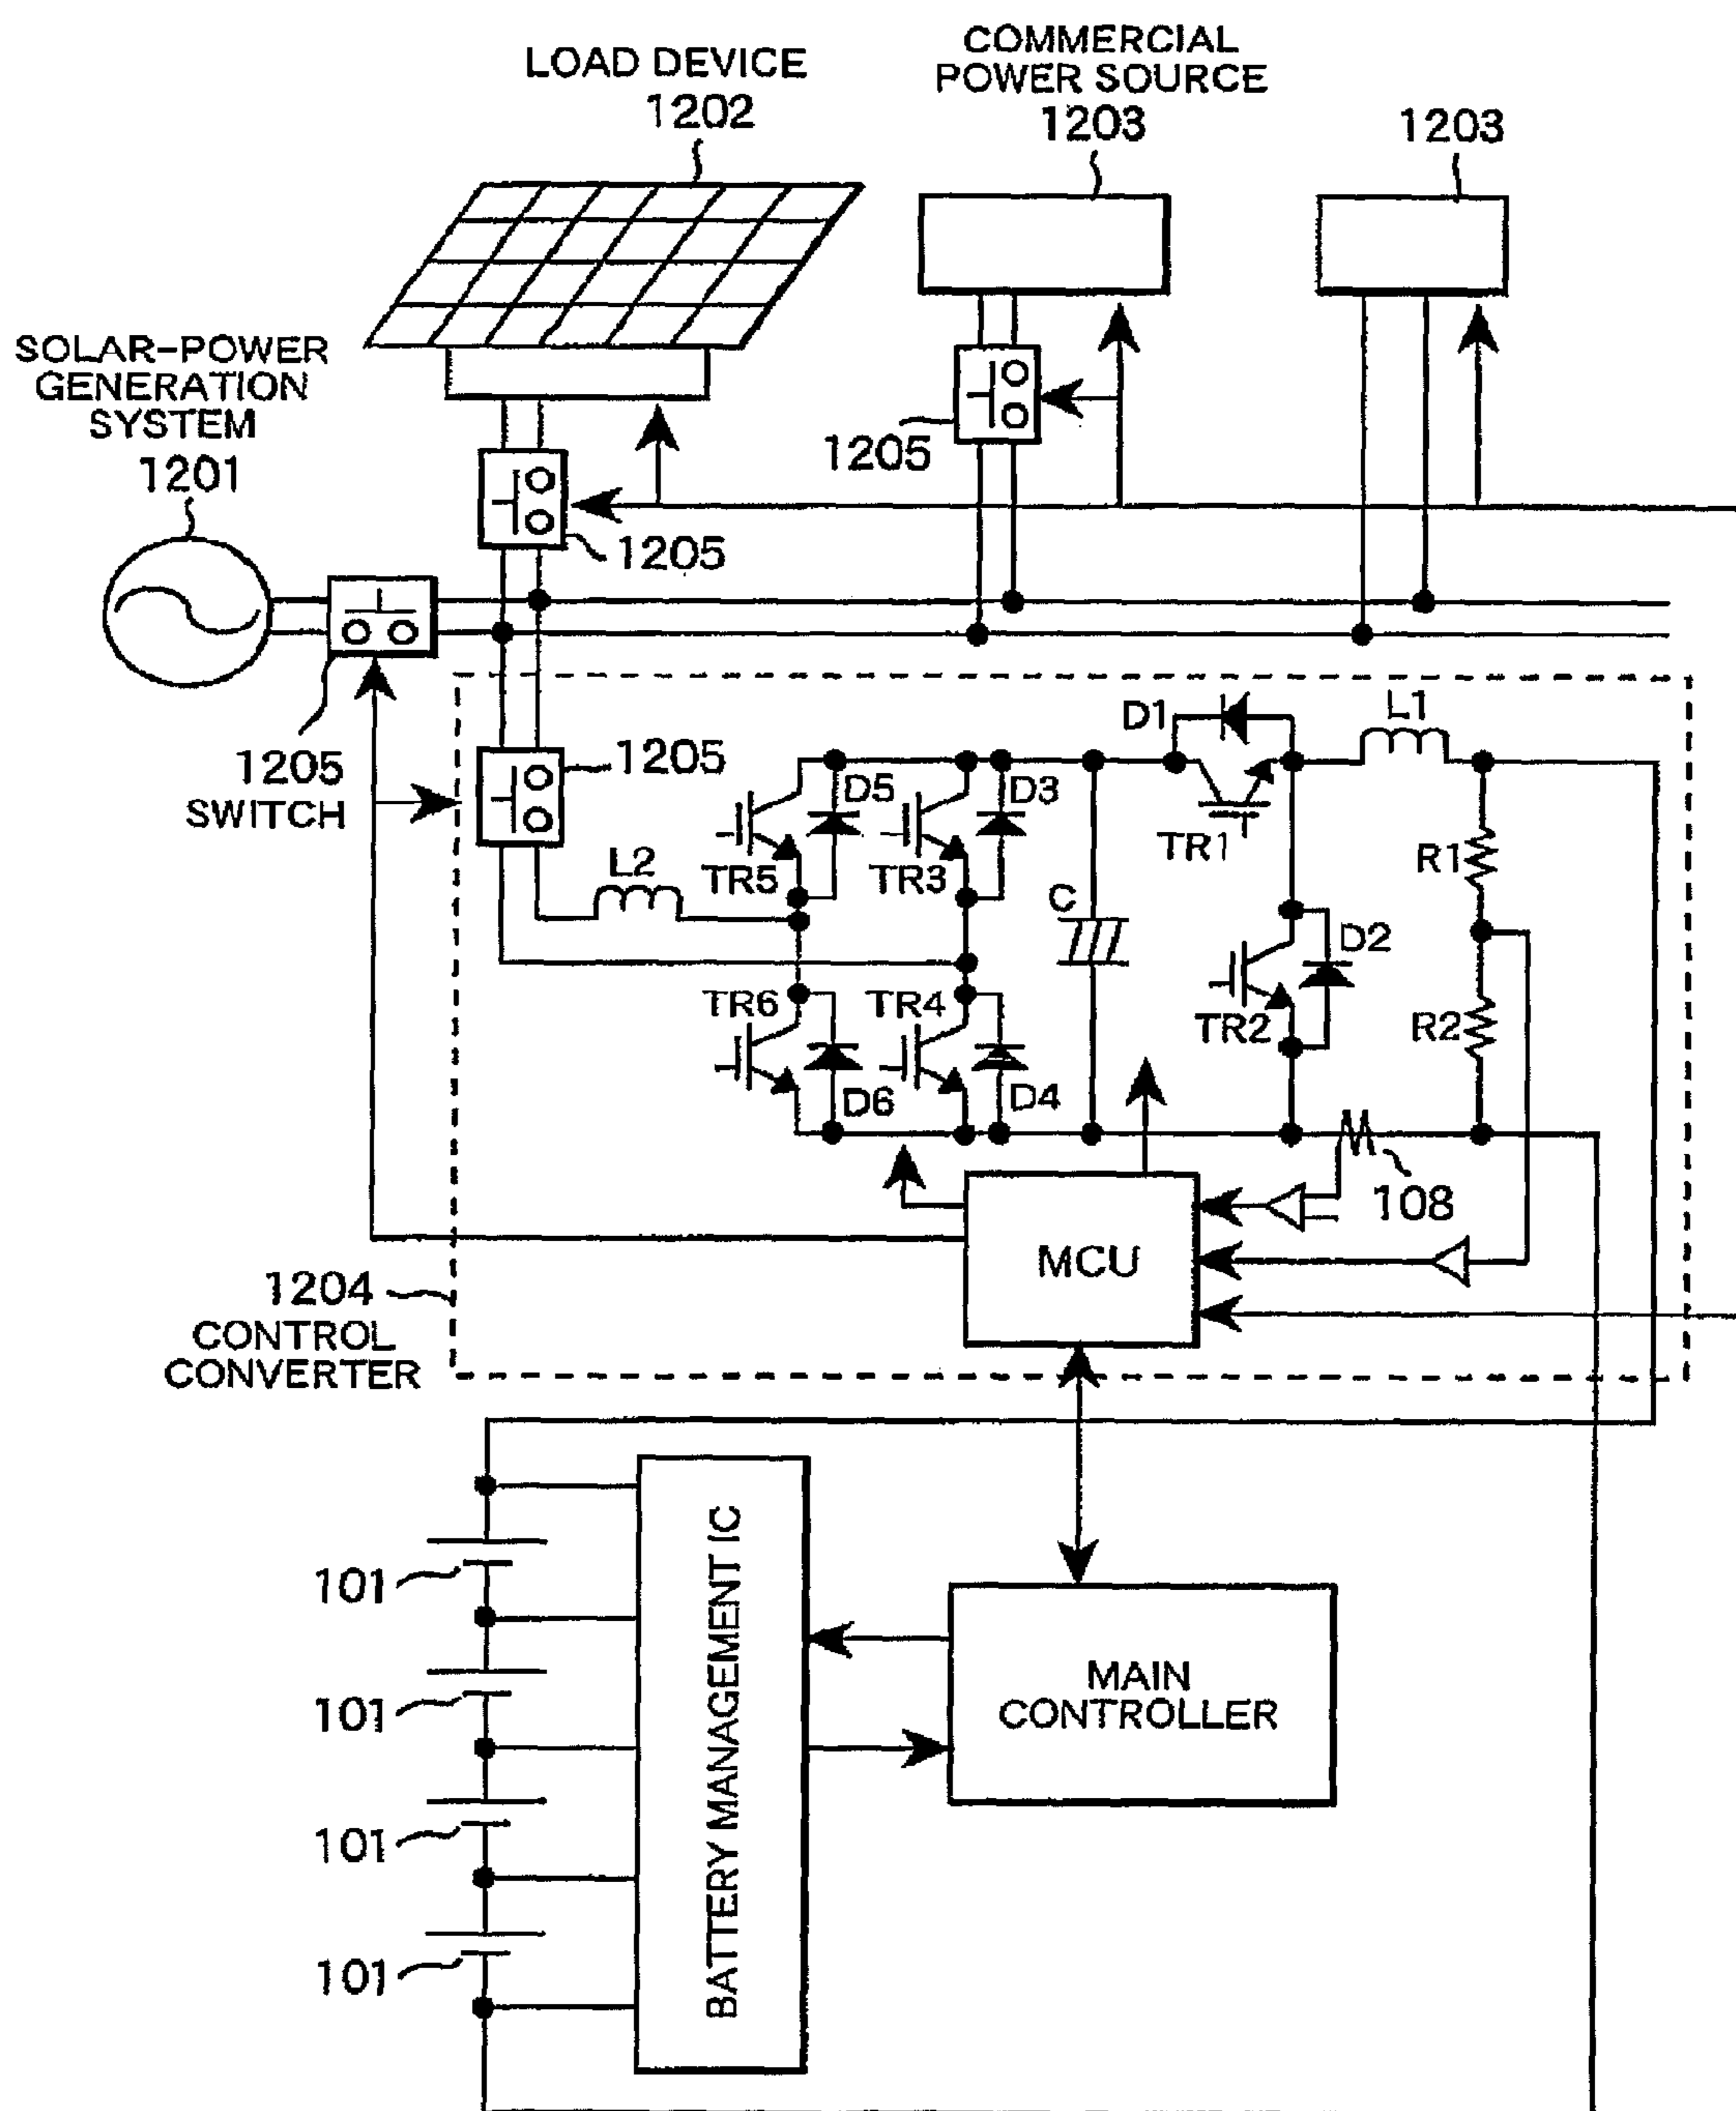 LOAD DEVICE
1202
COMMERCIAL
POWER SOURCE
1203
1203
SOLAR-POWER
GENERATION
SYSTEM
1201
1205
1205
1205
SWITCH
1205
D1
L1
D5
D3
TR1
R1
L2
TR5
TR3
C
D2
TR6
TR4
TR2
R2
D6
D4
108
MCU
1204
CONTROL
CONVERTER
101
101
101
101
BATTERY MANAGEMENT IC
MAIN
CONTROLLER